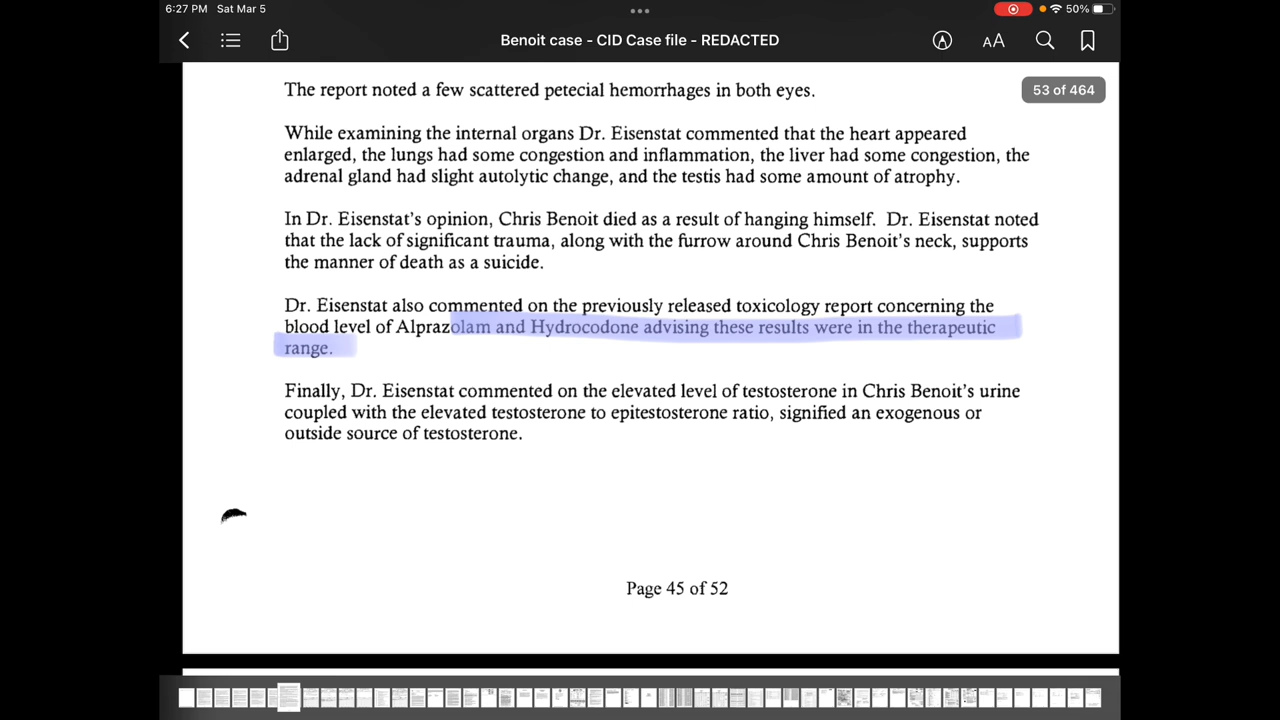 6:27 PM Sat Mar 5
50%
Benoit case - CID Case file - REDACTED
AA
53 of 464
The report noted a few scattered petecial hemorrhages in both eyes.
While examining the internal organs Dr. Eisenstat commented that the heart appeared
enlarged, the lungs had some congestion and inflammation, the liver had some congestion, the
adrenal gland had slight autolytic change, and the testis had some amount of atrophy.
In Dr. Eisenstat's opinion, Chris Benoit died as a result of hanging himself. Dr. Eisenstat noted
that the lack of significant trauma, along with the furrow around Chris Benoit's neck, supports
the manner of death as a suicide.
Dr. Eisenstat also commented on the previously released toxicology report concerning the
blood level of Alprazolam and Hydrocodone advising these results were in the therapeutic
range.
Finally, Dr. Eisenstat commented on the elevated level of testosterone in Chris Benoit's urine
coupled with the elevated testosterone to epitestosterone ratio, signified an exogenous or
outside source of testosterone.
Page 45 of 52